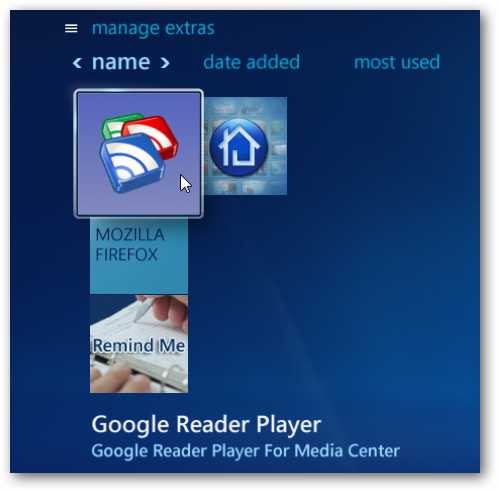 manage extras
name date added most used
MOZILLA
FIREFOX
Remind Me
Google Reader Player
Google Reader Player For Media Center